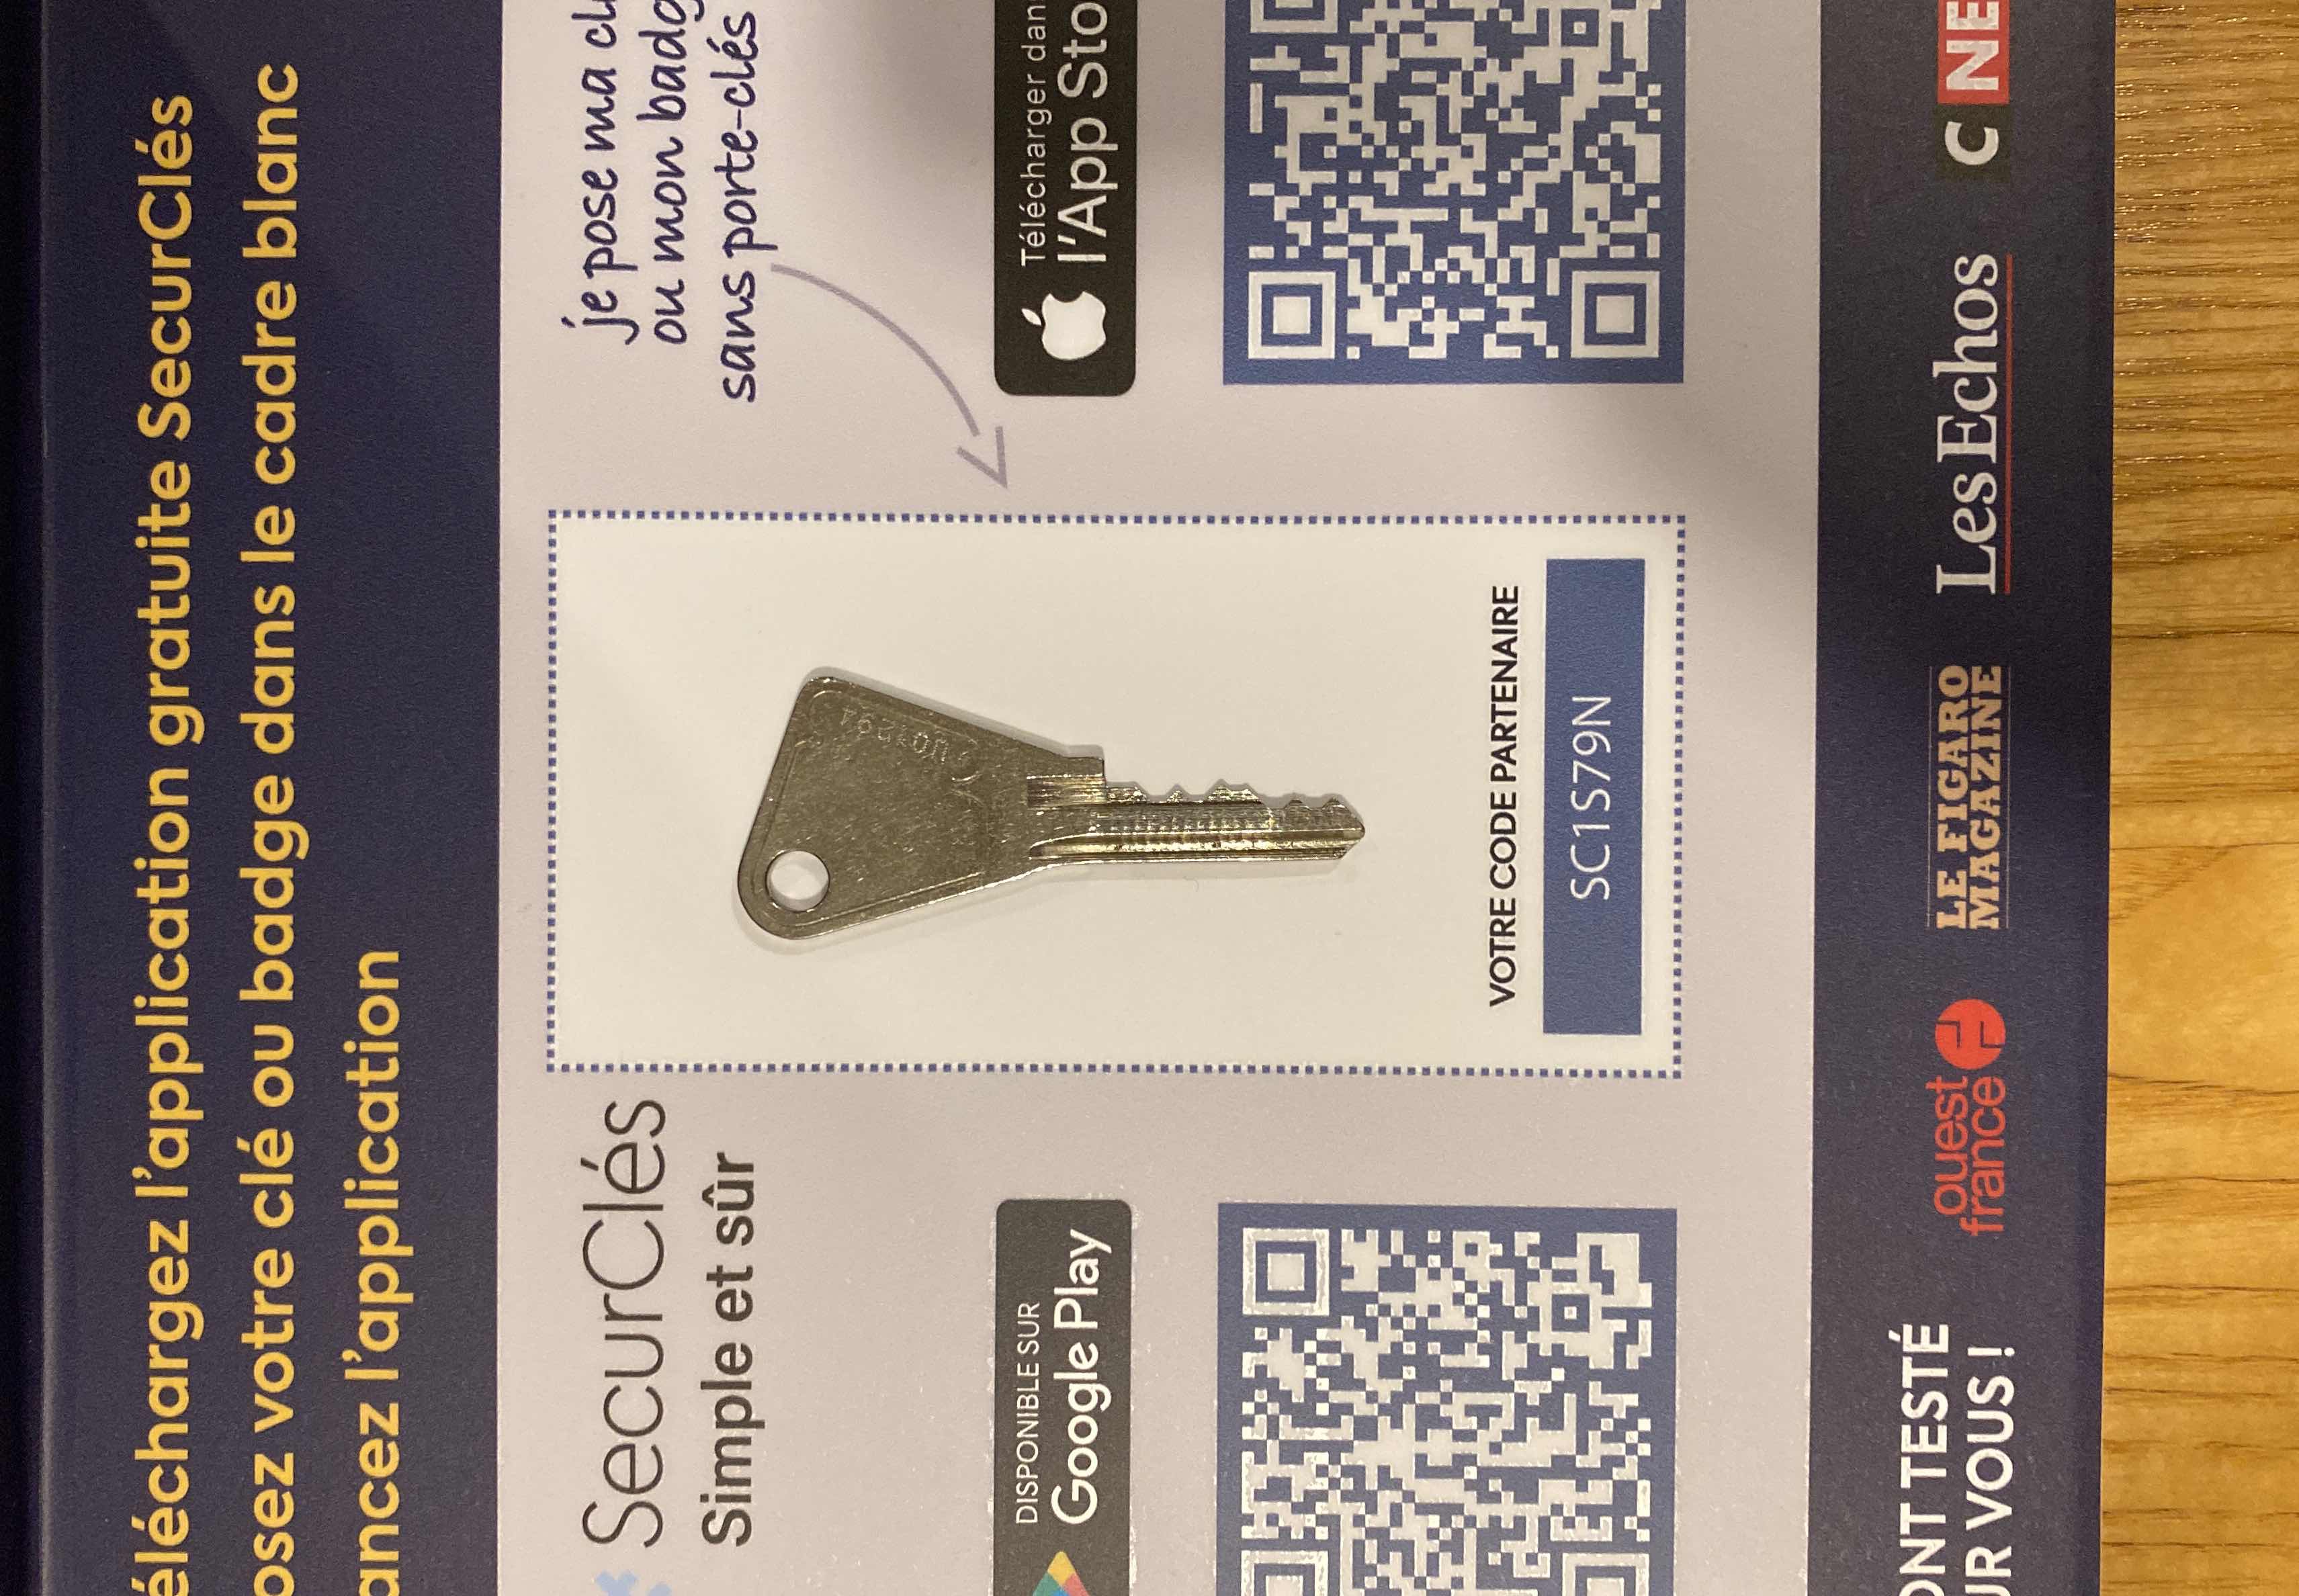 éléchargez l'application gratuite SecurClés
osez votre clé ou badge dans le cadre blanc
ancez l'application
SecurClés
Simple et sûr
je pose ma cl
ou mon badg
sans porte-clés
DISPONIBLE SUR
Google Play
Télécharger dan
l'App Sto
VOTRE CODE PARTENAIRE
SC1S79N
ONT TESTÉ
UR VOUS !
ouest
france
LE FIGARO
MAGAZINE
Les Echos
C NE